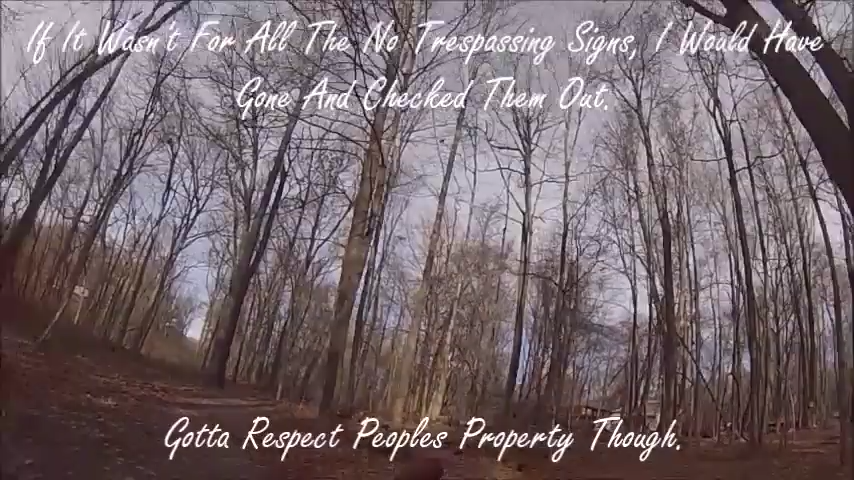 If It Wasn't For All The No Trespassing Signs, I Would Have
Gone And Checked Them Out.
Gotta Respect Peoples Property Though.